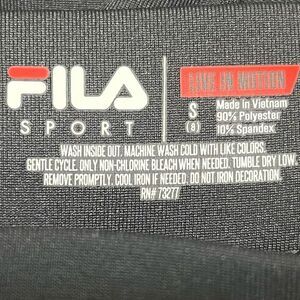 FILA
SPORT
LIVE IN MOTION
S
(8)
Made in Vietnam
90% Polyester
10% Spandex
WASH INSIDE OUT. MACHINE WASH COLD WITH LIKE COLORS.
GENTLE CYCLE. ONLY NON-CHLORINE BLEACH WHEN NEEDED. TUMBLE DRY LOW.
REMOVE PROMPTLY. COOL IRON IF NEEDED. DO NOT IRON DECORATION.
RN# 73277